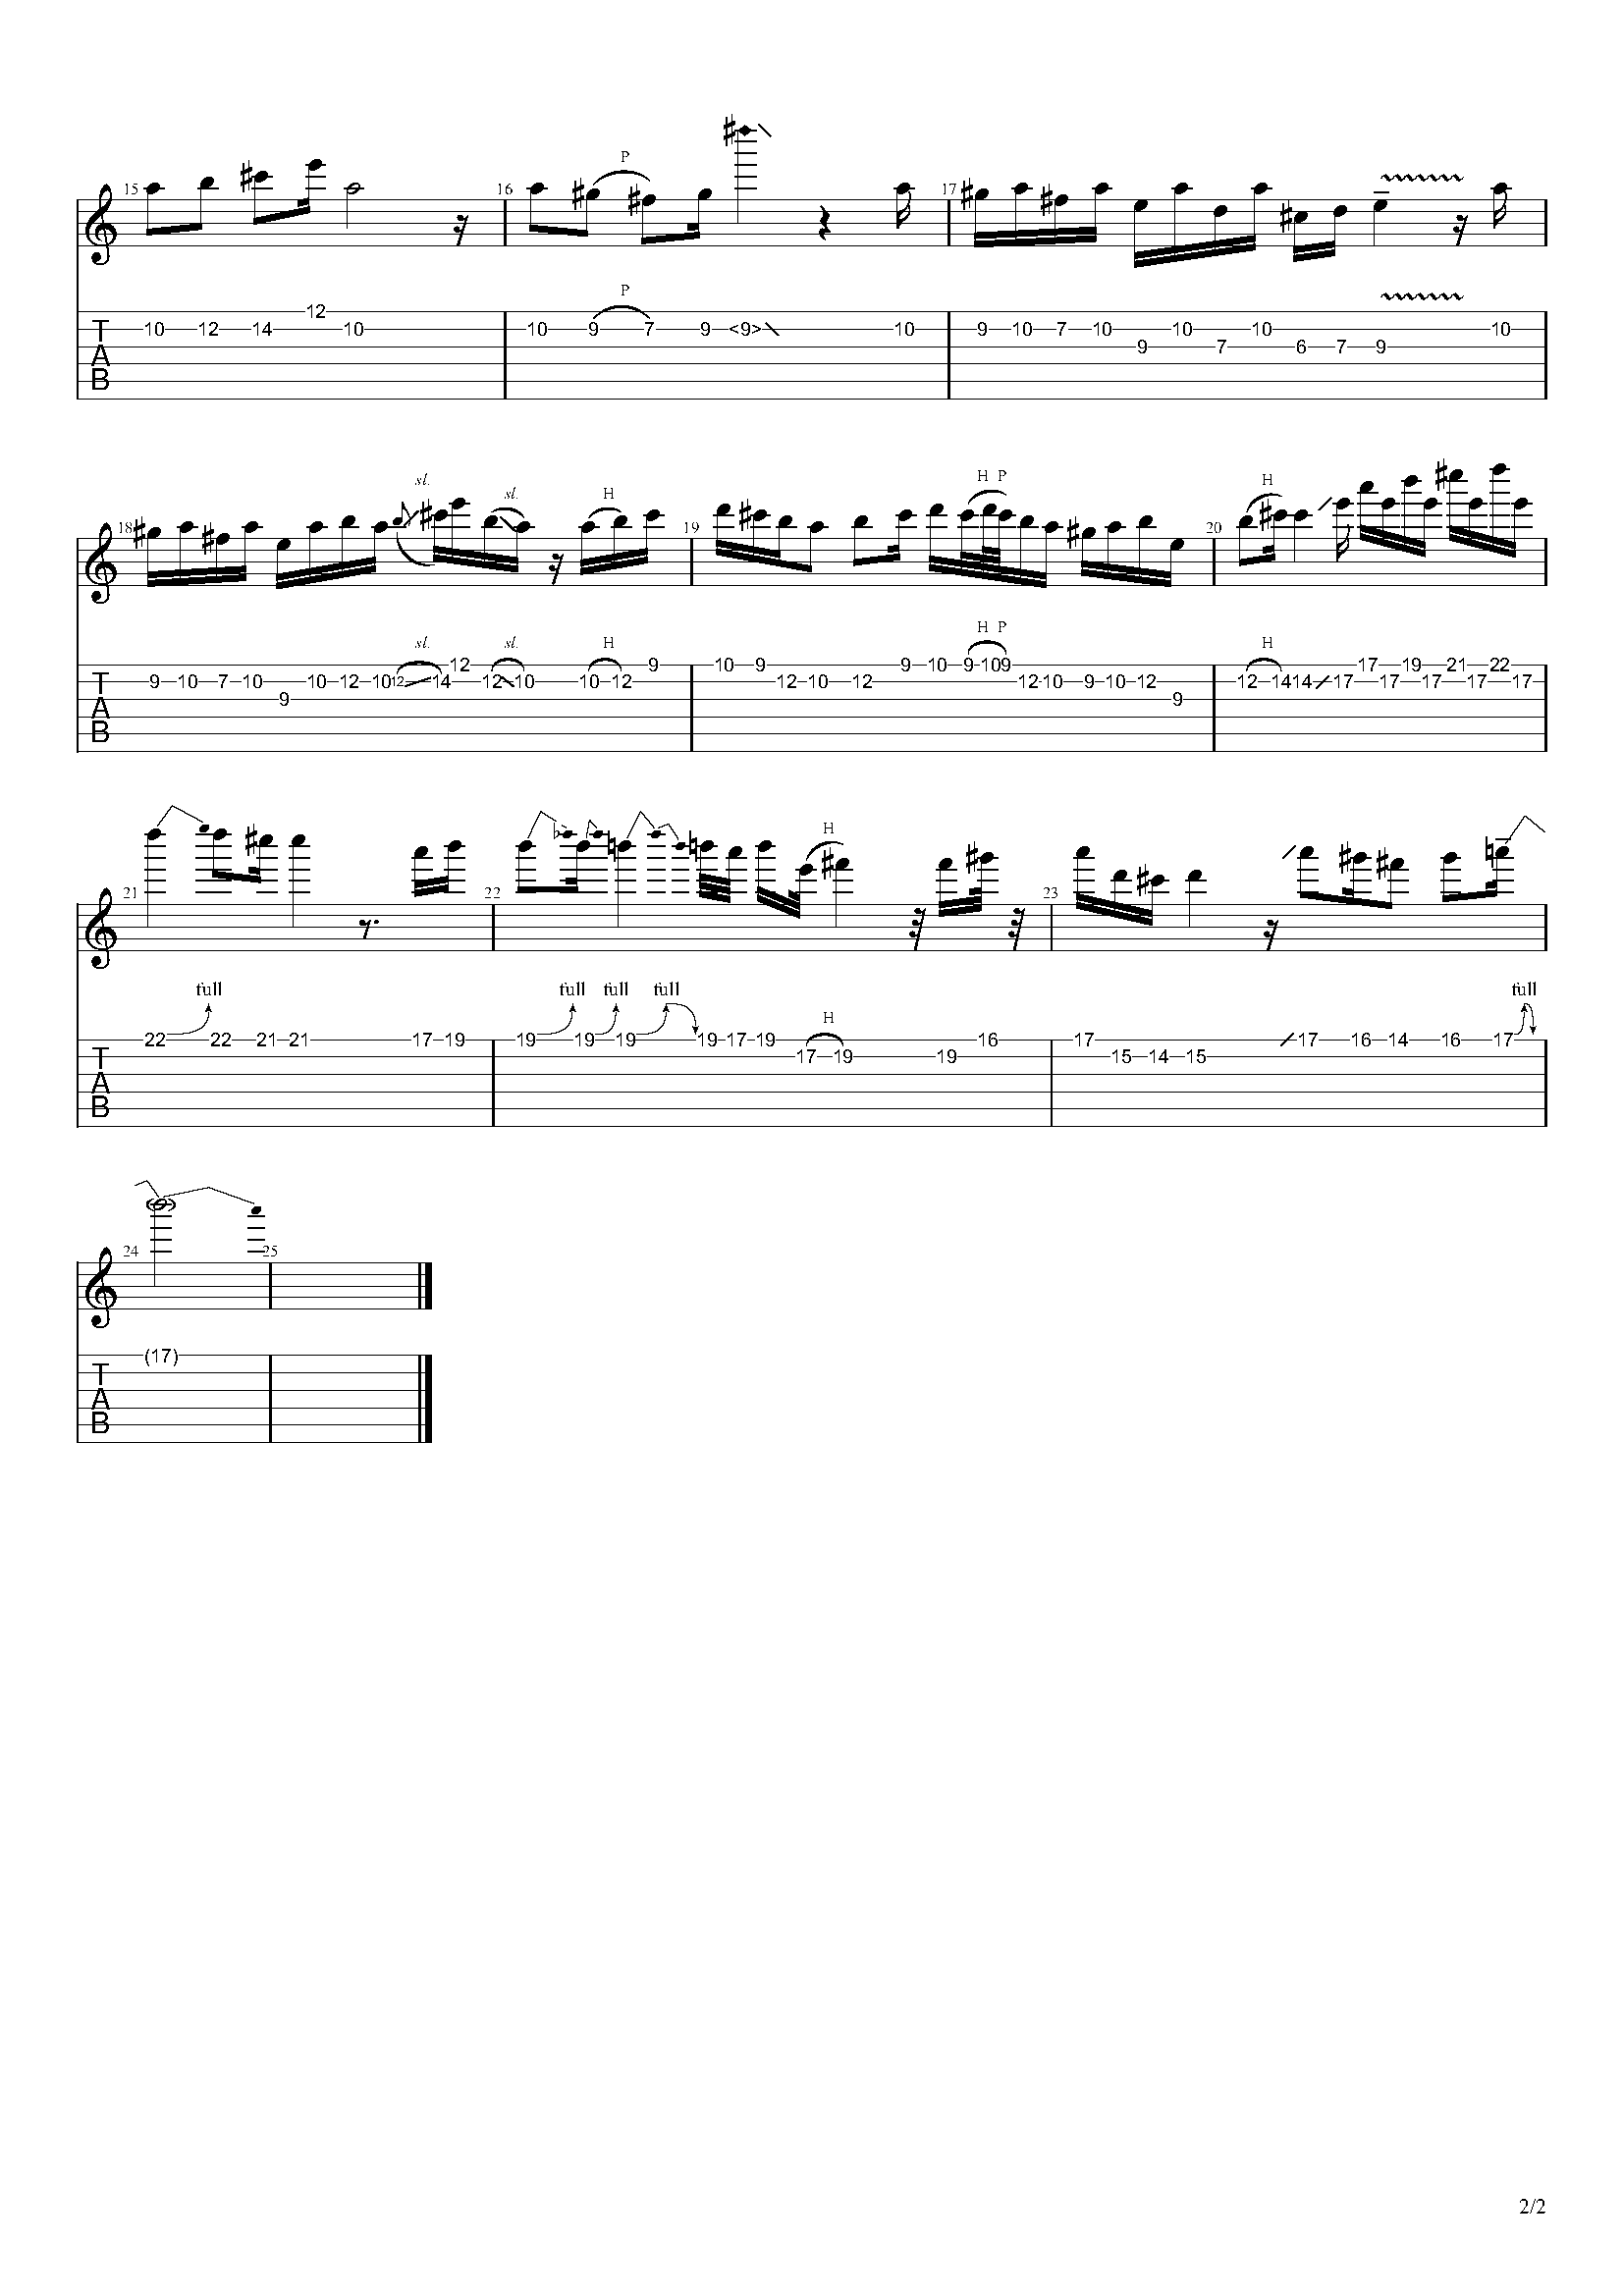 15 16 P 17
P
12
10 12 14 10 10 9 7 9 <9> 10 9 10 7 10 10 10 10
9 7 6 7 9
T
A
B
18 sl. sl. H 19 H P 20 H
sl. sl. H H P H
12 9 10 9 9 10 9 10 9 17 19 21 22
9 10 7 10 10 12 10 12 14 12 10 10 12 12 10 12 12 10 9 10 12 12 14 14 17 17 17 17 17
9 9
T
A
B
21 22 H 23
full full full full full
H
22 22 21 21 17 19 19 19 19 19 17 19 16 17 17 16 14 16 17
17 19 19 15 14 15
T
A
B
24 25
(17)
T
A
B
2/2